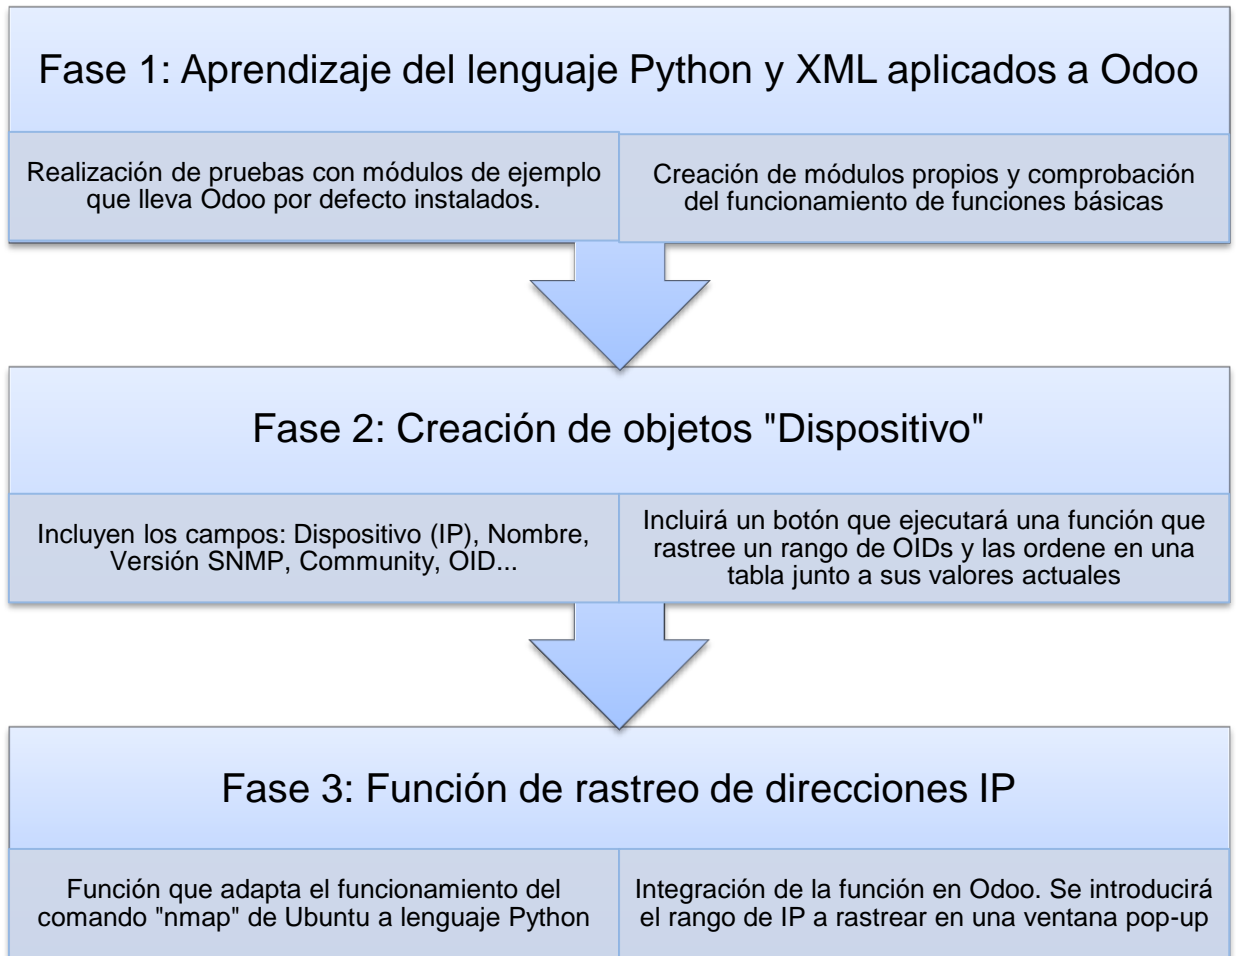 Fase 1: Aprendizaje del lenguaje Python y XML aplicados a Odoo
Realización de pruebas con módulos de ejemplo
que lleva Odoo por defecto instalados.
Creación de módulos propios y comprobación
del funcionamiento de funciones básicas
Fase 2: Creación de objetos "Dispositivo"
Incluyen los campos: Dispositivo (IP), Nombre,
Versión SNMP, Community, OID...
Incluirá un botón que ejecutará una función que
rastree un rango de OIDs y las ordene en una
tabla junto a sus valores actuales
Fase 3: Función de rastreo de direcciones IP
Función que adapta el funcionamiento del
comando "nmap" de Ubuntu a lenguaje Python
Integración de la función en Odoo. Se introducirá
el rango de IP a rastrear en una ventana pop-up